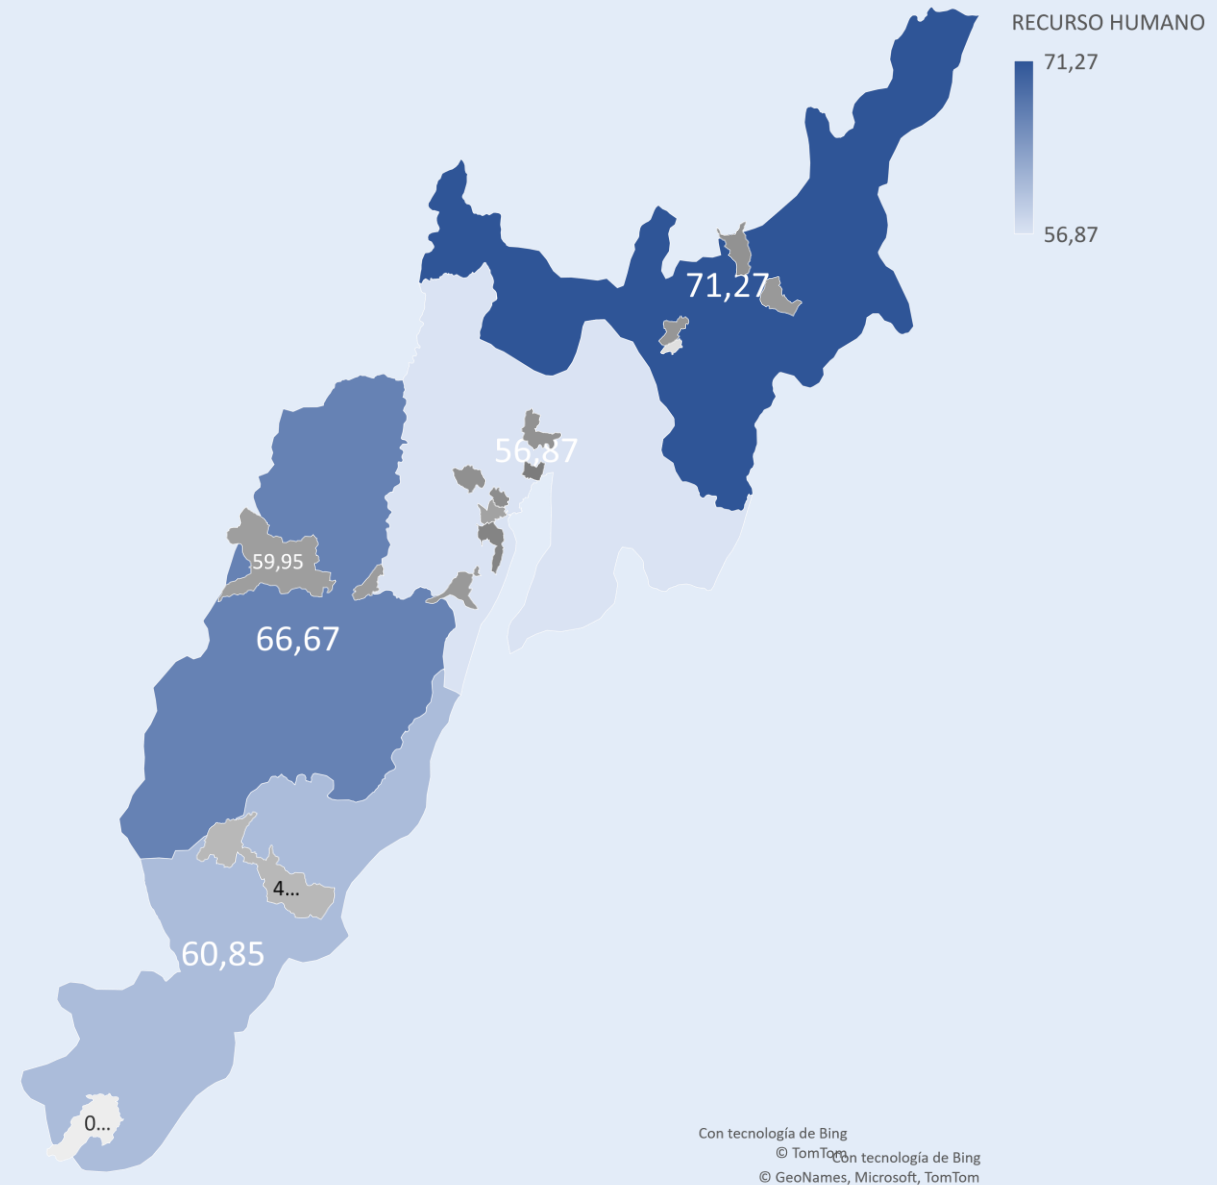 RECURSO HUMANO
71,27
56,87
71,27
56,87
59,95
66,67
4...
60,85
0...
Con tecnología de Bing
© TomTom
Con tecnología de Bing
© GeoNames, Microsoft, TomTom